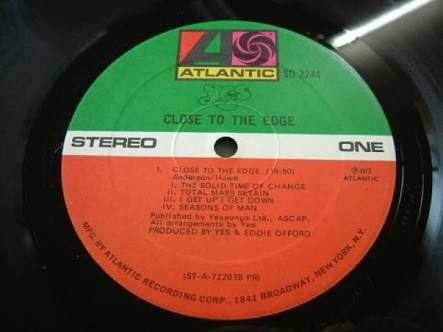 ATLANTIC
SD 7244
yes
CLOSE TO THE EDGE
STEREO
ONE
1. CLOSE TO THE EDGE (18:50)
Anderson/Howe
I. THE SOLID TIME OF CHANGE
II. TOTAL MASS RETAIN
III. I GET UP I GET DOWN
IV. SEASONS OF MAN
Published by Yessongs Ltd., ASCAP.
All arrangements by Yes
PRODUCED BY YES & EDDIE OFFORD
℗1972
ATLANTIC
(ST-A-722619 PR)
MFG. BY ATLANTIC RECORDING CORP., 1841 BROADWAY, NEW YORK, N.Y.